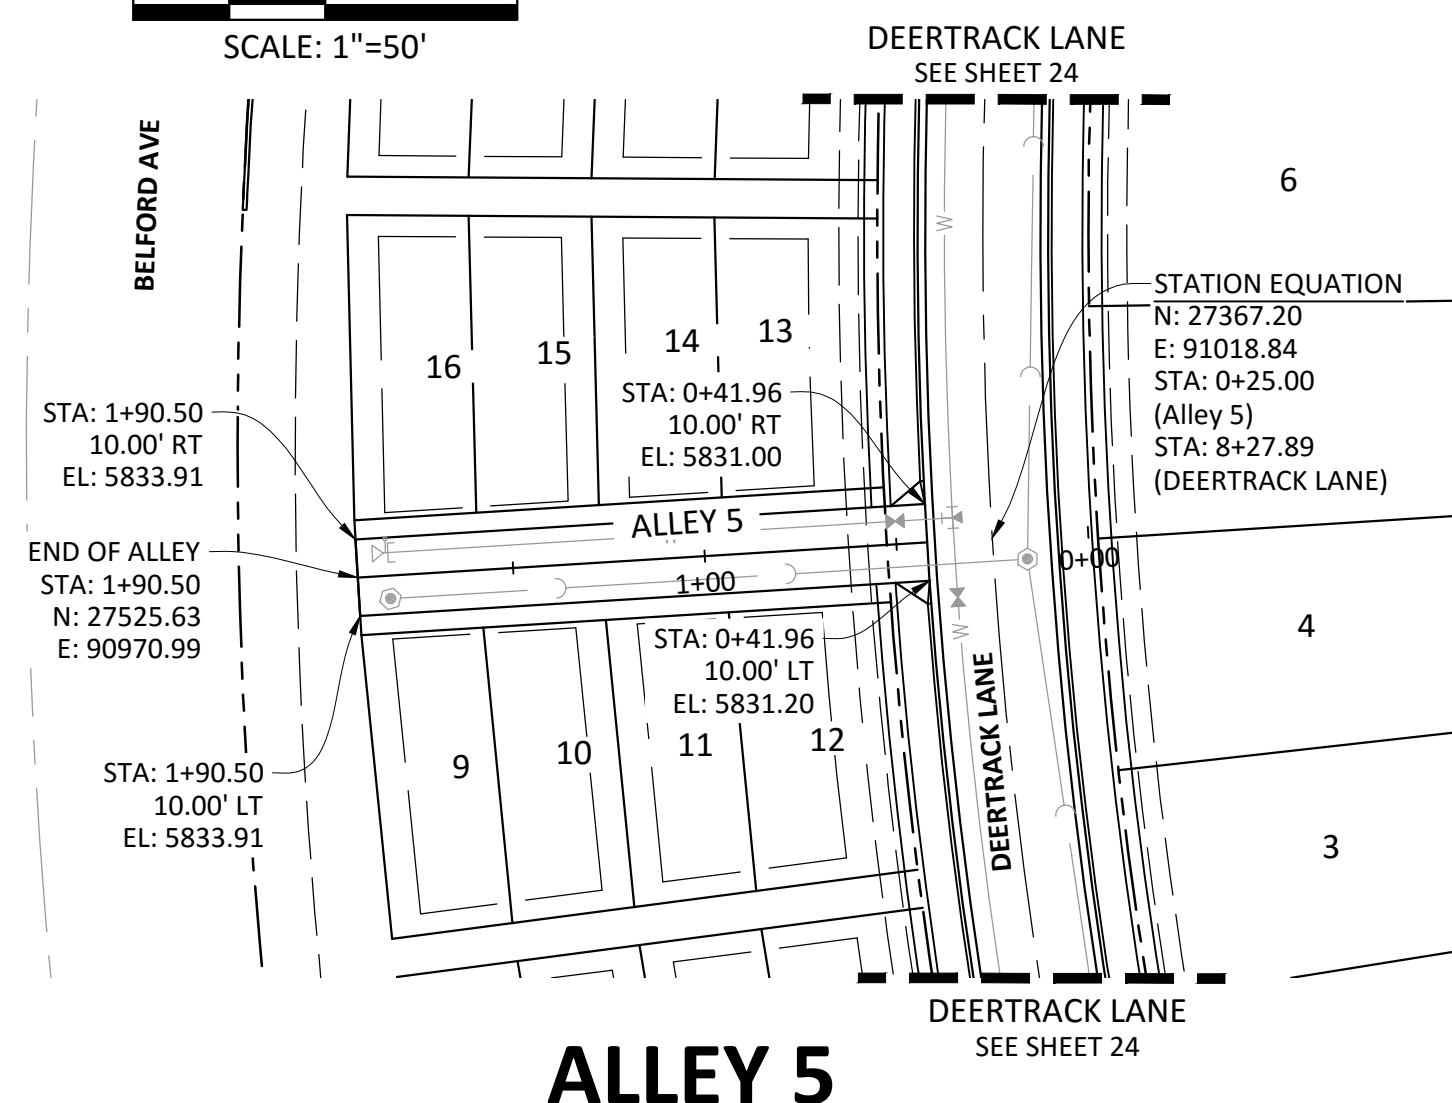 SCALE: 1"=50'
DEERTRACK LANE
SEE SHEET 24
BELFORD AVE
6
STATION EQUATION
N: 27367.20
E: 91018.84
STA: 0+25.00
(Alley 5)
STA: 8+27.89
(DEERTRACK LANE)
16
15
14
13
STA: 1+90.50
10.00' RT
EL: 5833.91
STA: 0+41.96
10.00' RT
EL: 5831.00
W
ALLEY 5
END OF ALLEY
STA: 1+90.50
N: 27525.63
E: 90970.99
1+00
0+00
STA: 0+41.96
10.00' LT
EL: 5831.20
W
4
DEERTRACK LANE
STA: 1+90.50
10.00' LT
EL: 5833.91
9
10
11
12
3
DEERTRACK LANE
SEE SHEET 24
ALLEY 5